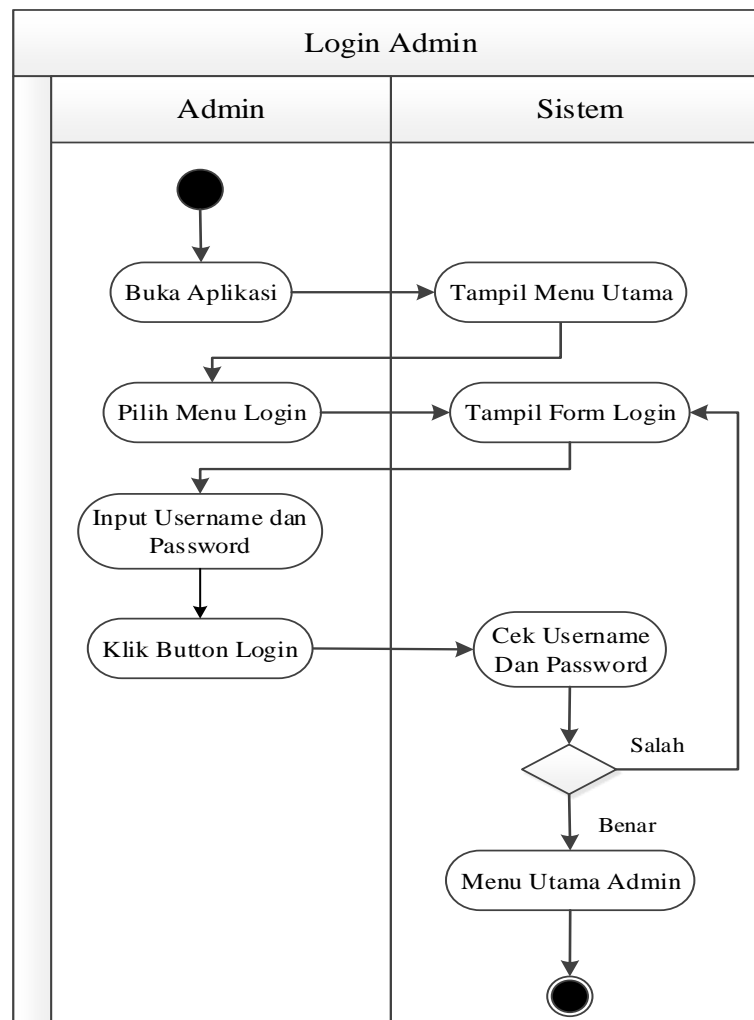 Login Admin
Admin
Sistem
Buka Aplikasi
Tampil Menu Utama
Pilih Menu Login
Tampil Form Login
Input Username dan
Password
Klik Button Login
Cek Username
Dan Password
Salah
Benar
Menu Utama Admin